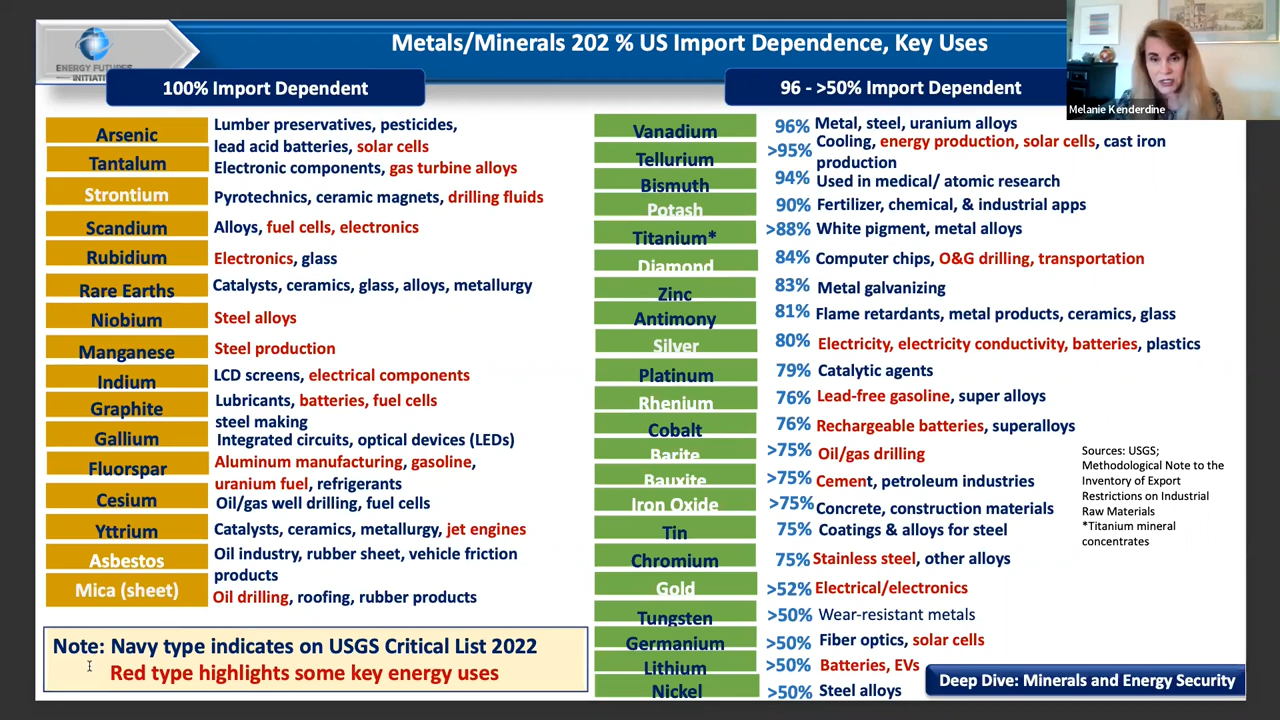 ENERGY FUTURES
INITIATIVE
Metals/Minerals 202 % US Import Dependence, Key Uses
Melanie Kenderdine
100% Import Dependent
Arsenic
Lumber preservatives, pesticides,
lead acid batteries, solar cells
Tantalum
Electronic components, gas turbine alloys
Strontium
Pyrotechnics, ceramic magnets, drilling fluids
Scandium
Alloys, fuel cells, electronics
Rubidium
Electronics, glass
Rare Earths
Catalysts, ceramics, glass, alloys, metallurgy
Niobium
Steel alloys
Manganese
Steel production
Indium
LCD screens, electrical components
Graphite
Lubricants, batteries, fuel cells
steel making
Gallium
Integrated circuits, optical devices (LEDs)
Fluorspar
Aluminum manufacturing, gasoline,
uranium fuel, refrigerants
Cesium
Oil/gas well drilling, fuel cells
Yttrium
Catalysts, ceramics, metallurgy, jet engines
Asbestos
Oil industry, rubber sheet, vehicle friction
products
Mica (sheet)
Oil drilling, roofing, rubber products
Note: Navy type indicates on USGS Critical List 2022
Red type highlights some key energy uses
96 - >50% Import Dependent
Vanadium 96% Metal, steel, uranium alloys
Tellurium >95% Cooling, energy production, solar cells, cast iron
production
Bismuth 94% Used in medical/ atomic research
Potash 90% Fertilizer, chemical, & industrial apps
Titanium* >88% White pigment, metal alloys
Diamond 84% Computer chips, O&G drilling, transportation
Zinc 83% Metal galvanizing
Antimony 81% Flame retardants, metal products, ceramics, glass
Silver 80% Electricity, electricity conductivity, batteries, plastics
Platinum 79% Catalytic agents
Rhenium 76% Lead-free gasoline, super alloys
Cobalt 76% Rechargeable batteries, superalloys
Barite >75% Oil/gas drilling
Bauxite >75% Cement, petroleum industries
Iron Oxide >75% Concrete, construction materials
Tin 75% Coatings & alloys for steel
Chromium 75% Stainless steel, other alloys
Gold >52% Electrical/electronics
Tungsten >50% Wear-resistant metals
Germanium >50% Fiber optics, solar cells
Lithium >50% Batteries, EVs
Nickel >50% Steel alloys
Sources: USGS;
Methodological Note to the
Inventory of Export
Restrictions on Industrial
Raw Materials
*Titanium mineral
concentrates
Deep Dive: Minerals and Energy Security